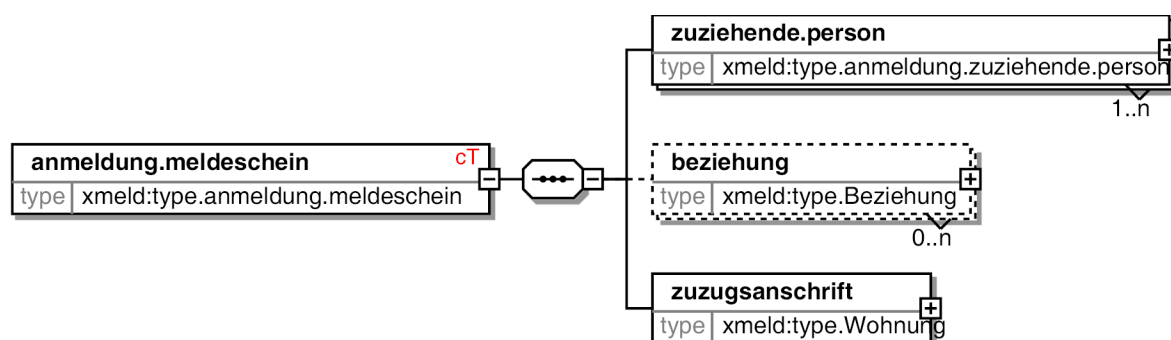 zuziehende.person
type xmeld:type.anmeldung.zuziehende.person
1..n
anmeldung.meldeschein cT
type xmeld:type.anmeldung.meldeschein
beziehung
type xmeld:type.Beziehung
0..n
zuzugsanschrift
type xmeld:type.Wohnung